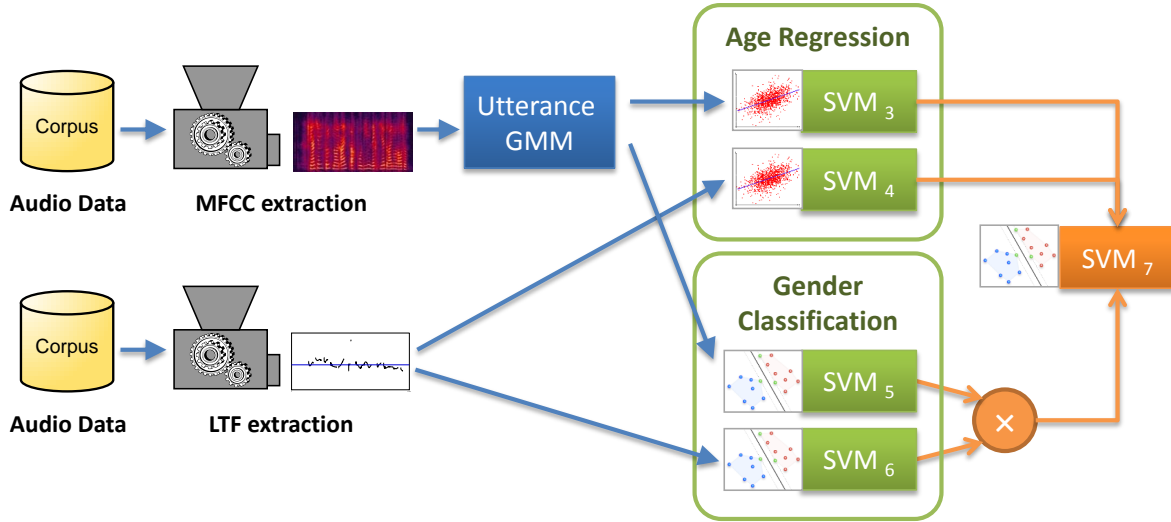 Corpus
Audio Data
MFCC extraction
Utterance
GMM
Age Regression
SVM 3
SVM 4
Corpus
Audio Data
LTF extraction
Gender
Classification
SVM 5
SVM 6
×
SVM 7